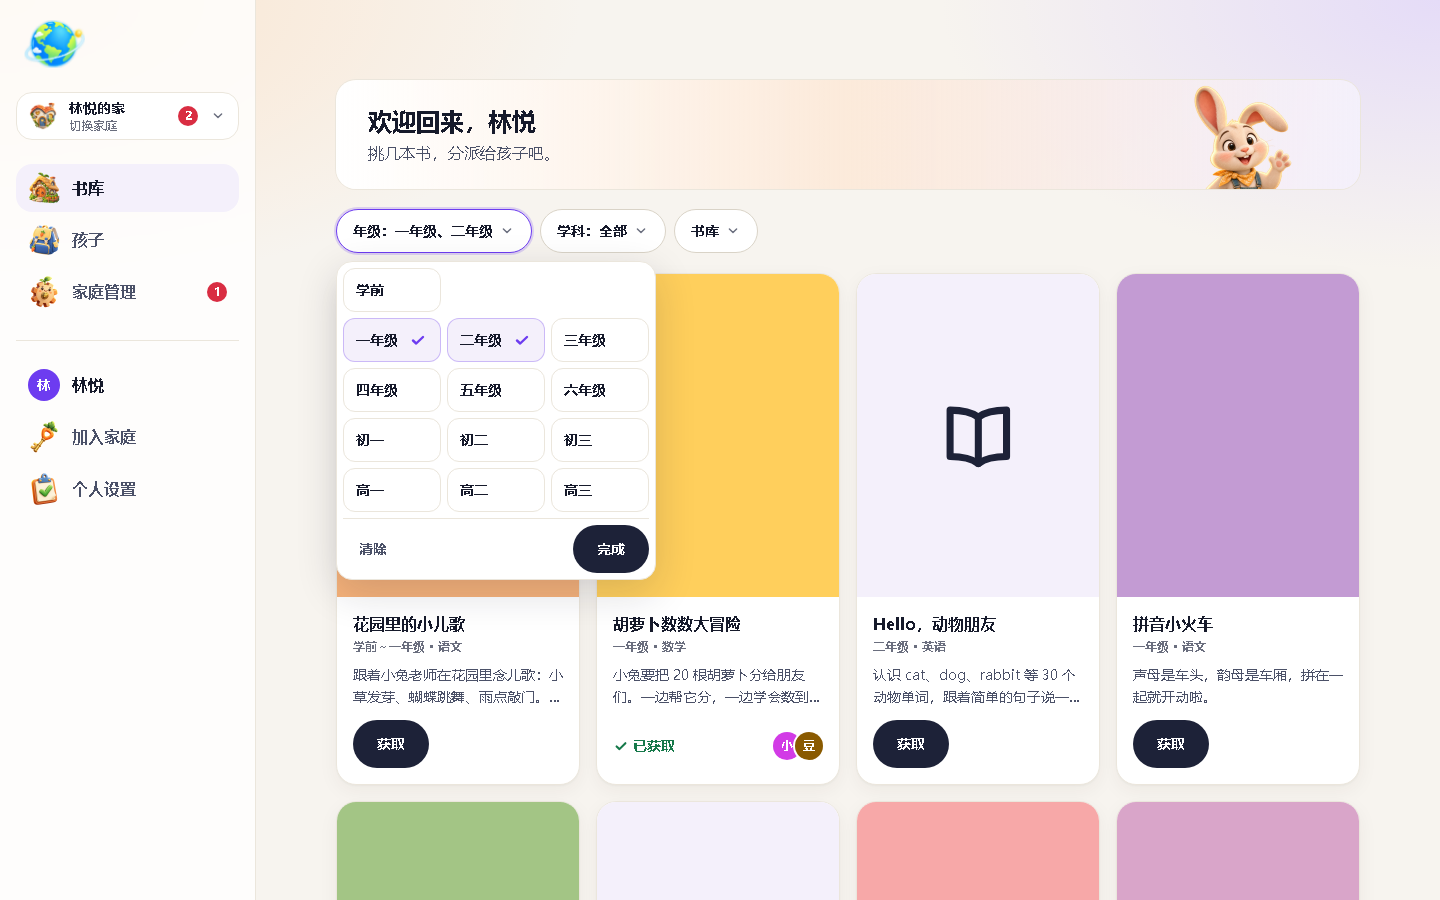 林悦的家
切换家庭
2
书库
孩子
家庭管理
1
林
林悦
加入家庭
个人设置
欢迎回来，林悦
挑几本书，分派给孩子吧。
年级：一年级、二年级
学科：全部
书库
学前
一年级
二年级
三年级
四年级
五年级
六年级
初一
初二
初三
高一
高二
高三
清除
完成
花园里的小儿歌
学前~一年级·语文
跟着小兔老师在花园里念儿歌：小
草发芽、蝴蝶跳舞、雨点敲门。...
获取
胡萝卜数数大冒险
一年级·数学
小兔要把 20 根胡萝卜分给朋友
们。一边帮它分，一边学会数到...
已获取
小
豆
Hello，动物朋友
二年级·英语
认识 cat、dog、rabbit 等 30 个
动物单词，跟着简单的句子说一...
获取
拼音小火车
一年级·语文
声母是车头，韵母是车厢，拼在一
起就开动啦。
获取